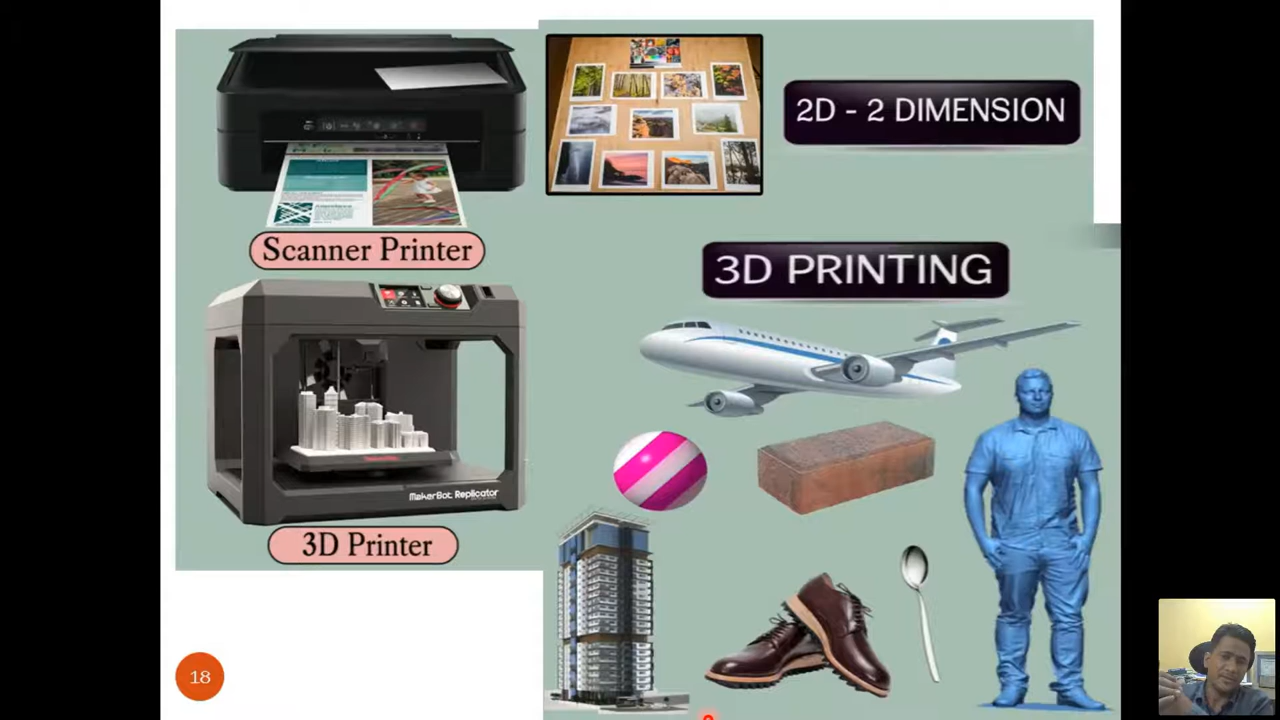 2D - 2 DIMENSION
Scanner Printer
3D PRINTING
MakerBot Replicator
3D Printer
18